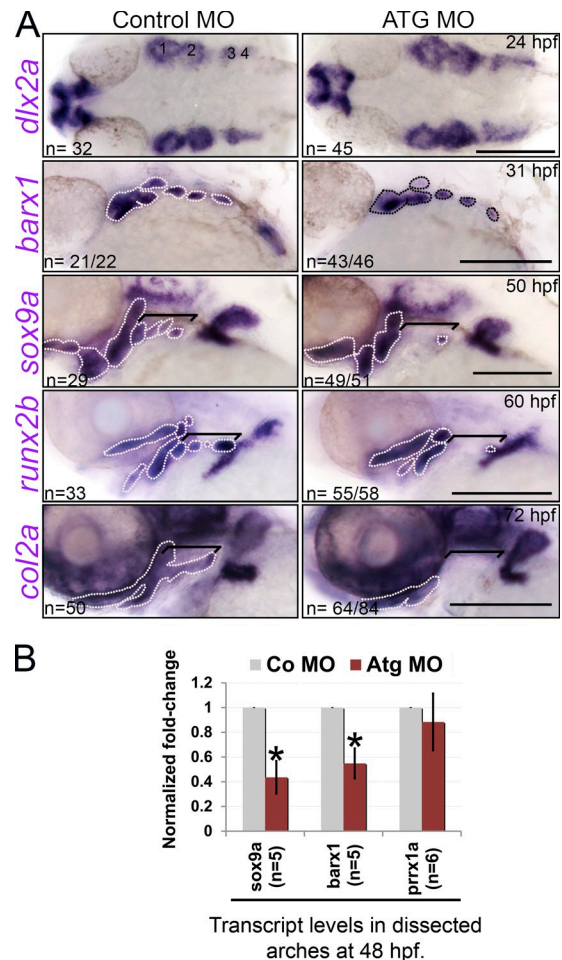 A
Control MO
ATG MO
dlx2a
1 2 3 4
n= 32
24 hpf
n= 45
barx1
n= 21/22
31 hpf
n=43/46
sox9a
n=29
50 hpf
n=49/51
runx2b
n=33
60 hpf
n= 55/58
col2a
n=50
72 hpf
n= 64/84
B
Co MO Atg MO
Normalized fold-change
1.2
1
0.8
0.6
0.4
0.2
0
* *
sox9a
(n=5)
barx1
(n=5)
prrx1a
(n=6)
Transcript levels in dissected
arches at 48 hpf.